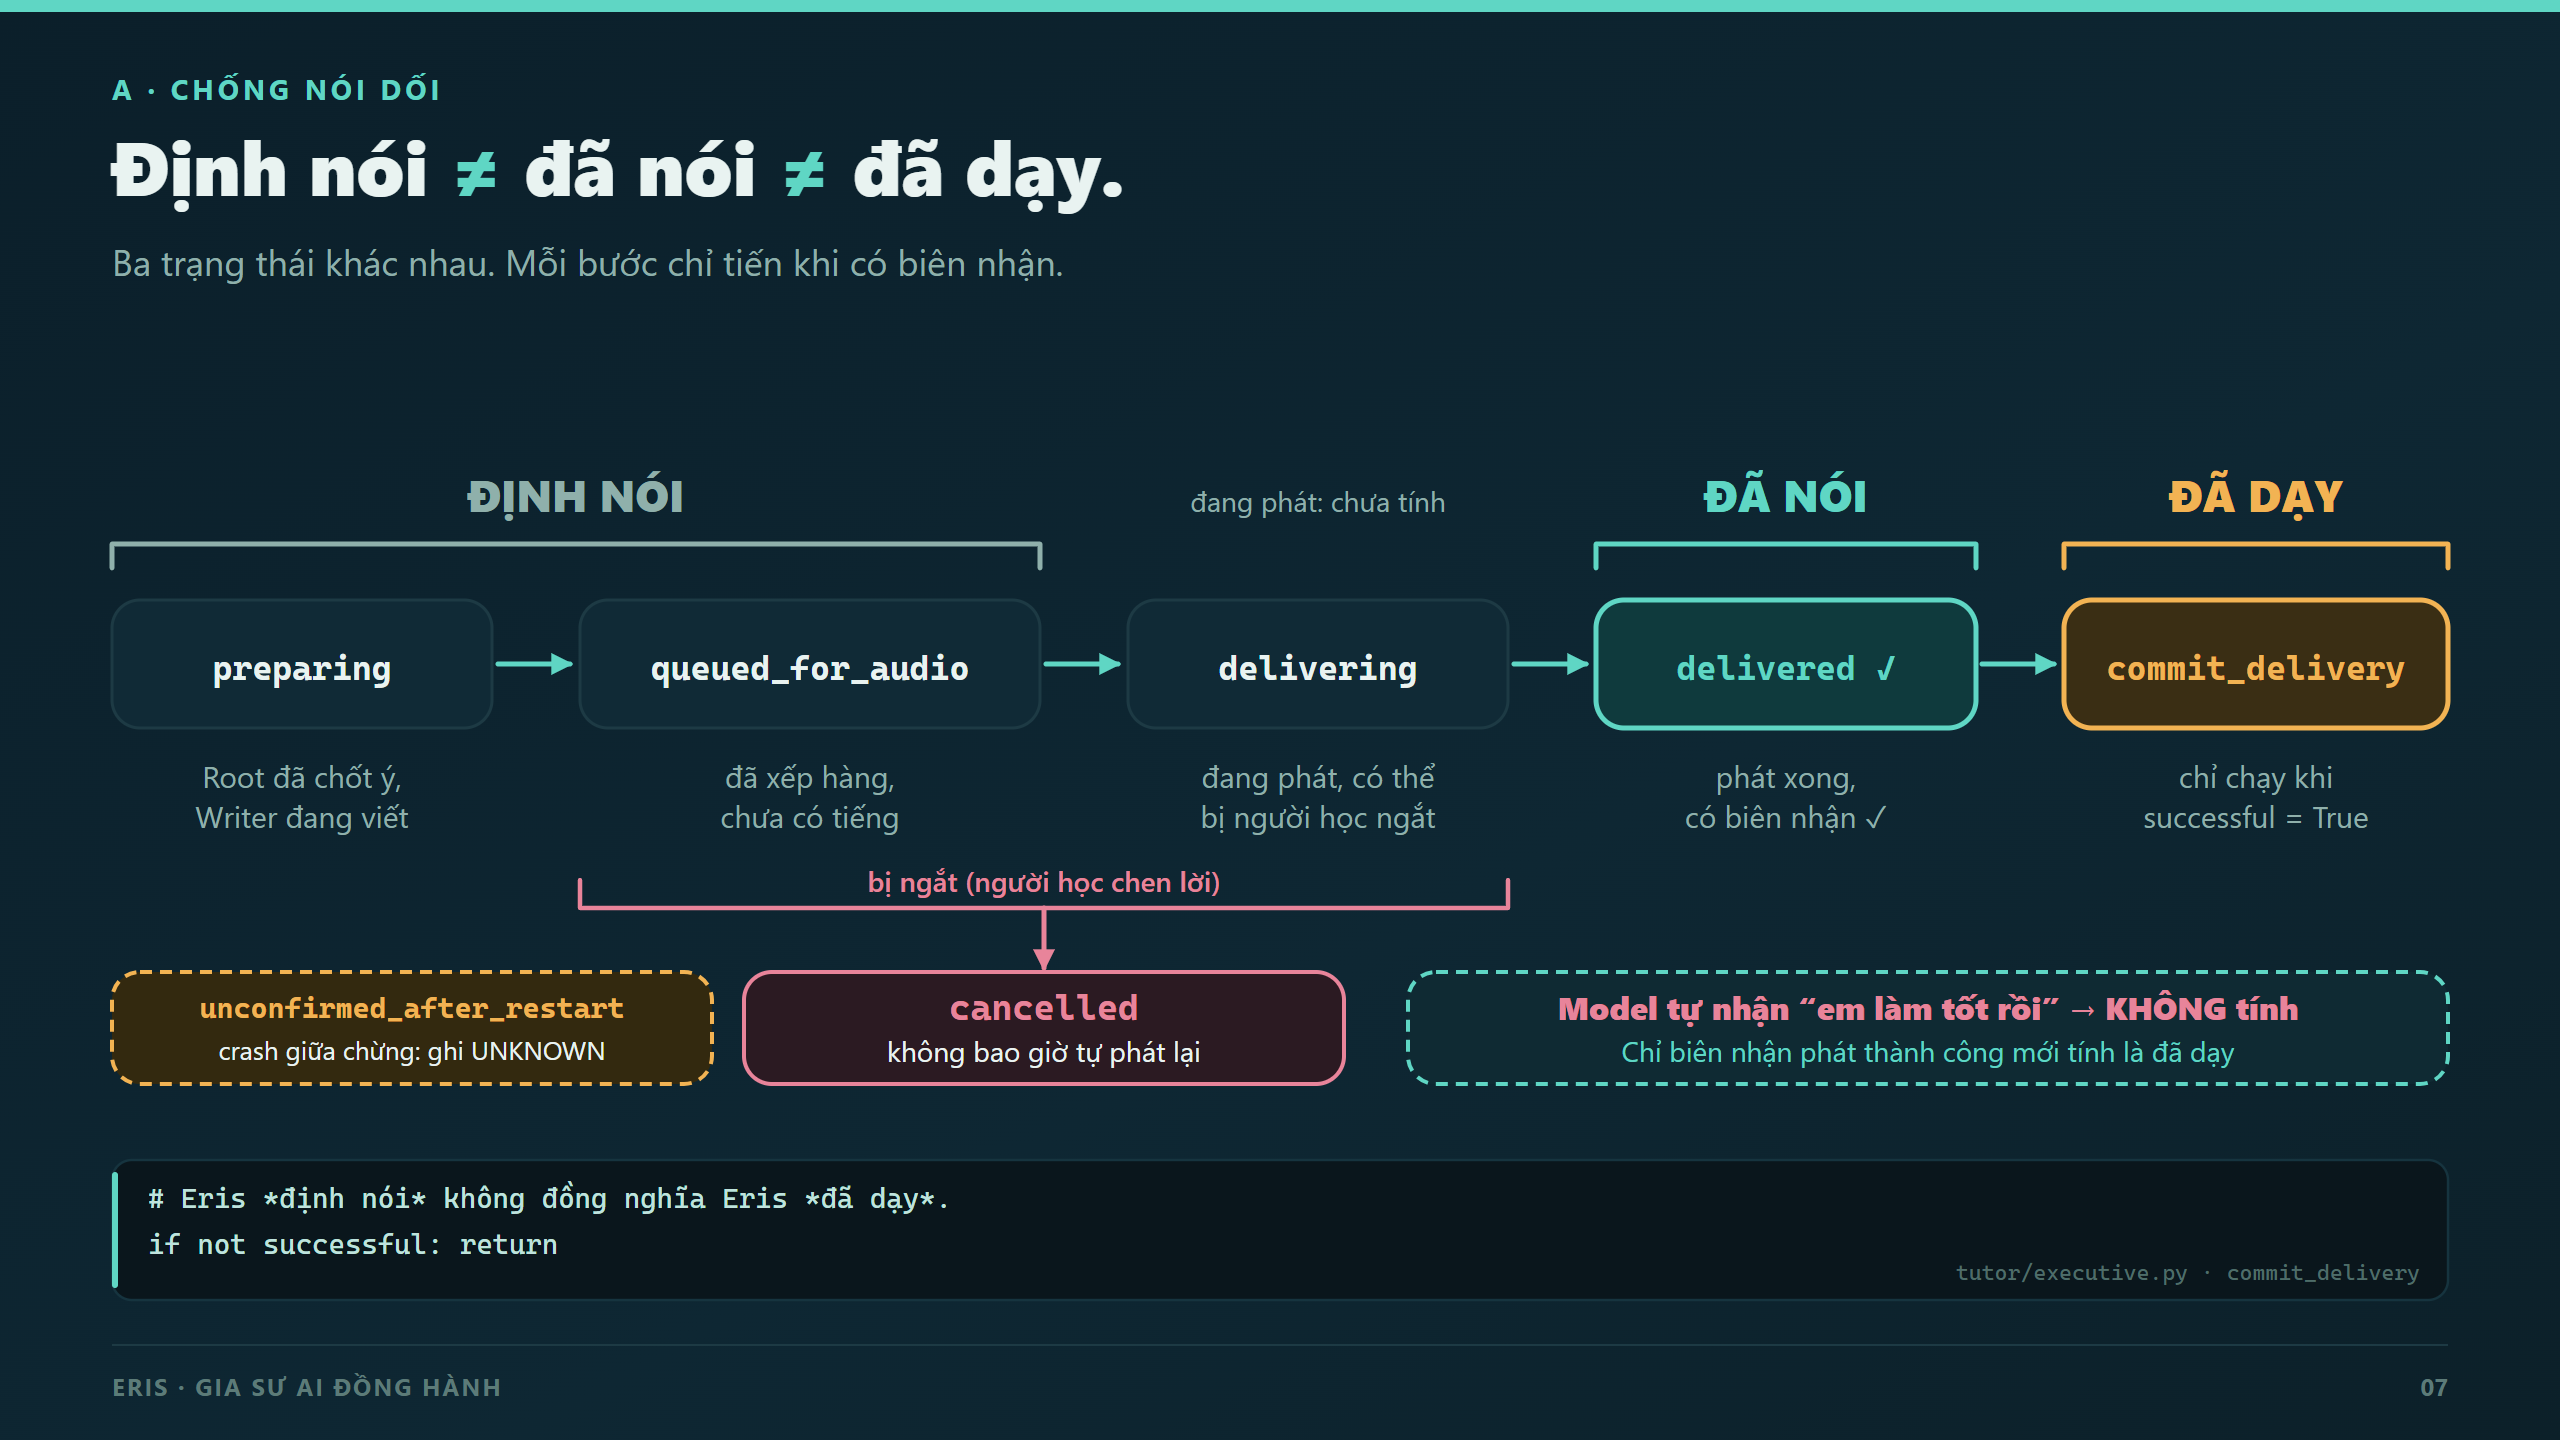 A · CHỐNG NÓI DỐI
Định nói ≠ đã nói ≠ đã dạy.
Ba trạng thái khác nhau. Mỗi bước chỉ tiến khi có biên nhận.
ĐỊNH NÓI
đang phát: chưa tính
ĐÃ NÓI
ĐÃ DẠY
preparing
queued_for_audio
delivering
delivered ✓
commit_delivery
Root đã chốt ý,
Writer đang viết
đã xếp hàng,
chưa có tiếng
đang phát, có thể
bị người học ngắt
phát xong,
có biên nhận ✓
chỉ chạy khi
successful = True
bị ngắt (người học chen lời)
unconfirmed_after_restart
crash giữa chừng: ghi UNKNOWN
cancelled
không bao giờ tự phát lại
Model tự nhận “em làm tốt rồi” → KHÔNG tính
Chỉ biên nhận phát thành công mới tính là đã dạy
# Eris *định nói* không đồng nghĩa Eris *đã dạy*.
if not successful: return
tutor/executive.py · commit_delivery
ERIS · GIA SƯ AI ĐỒNG HÀNH
07